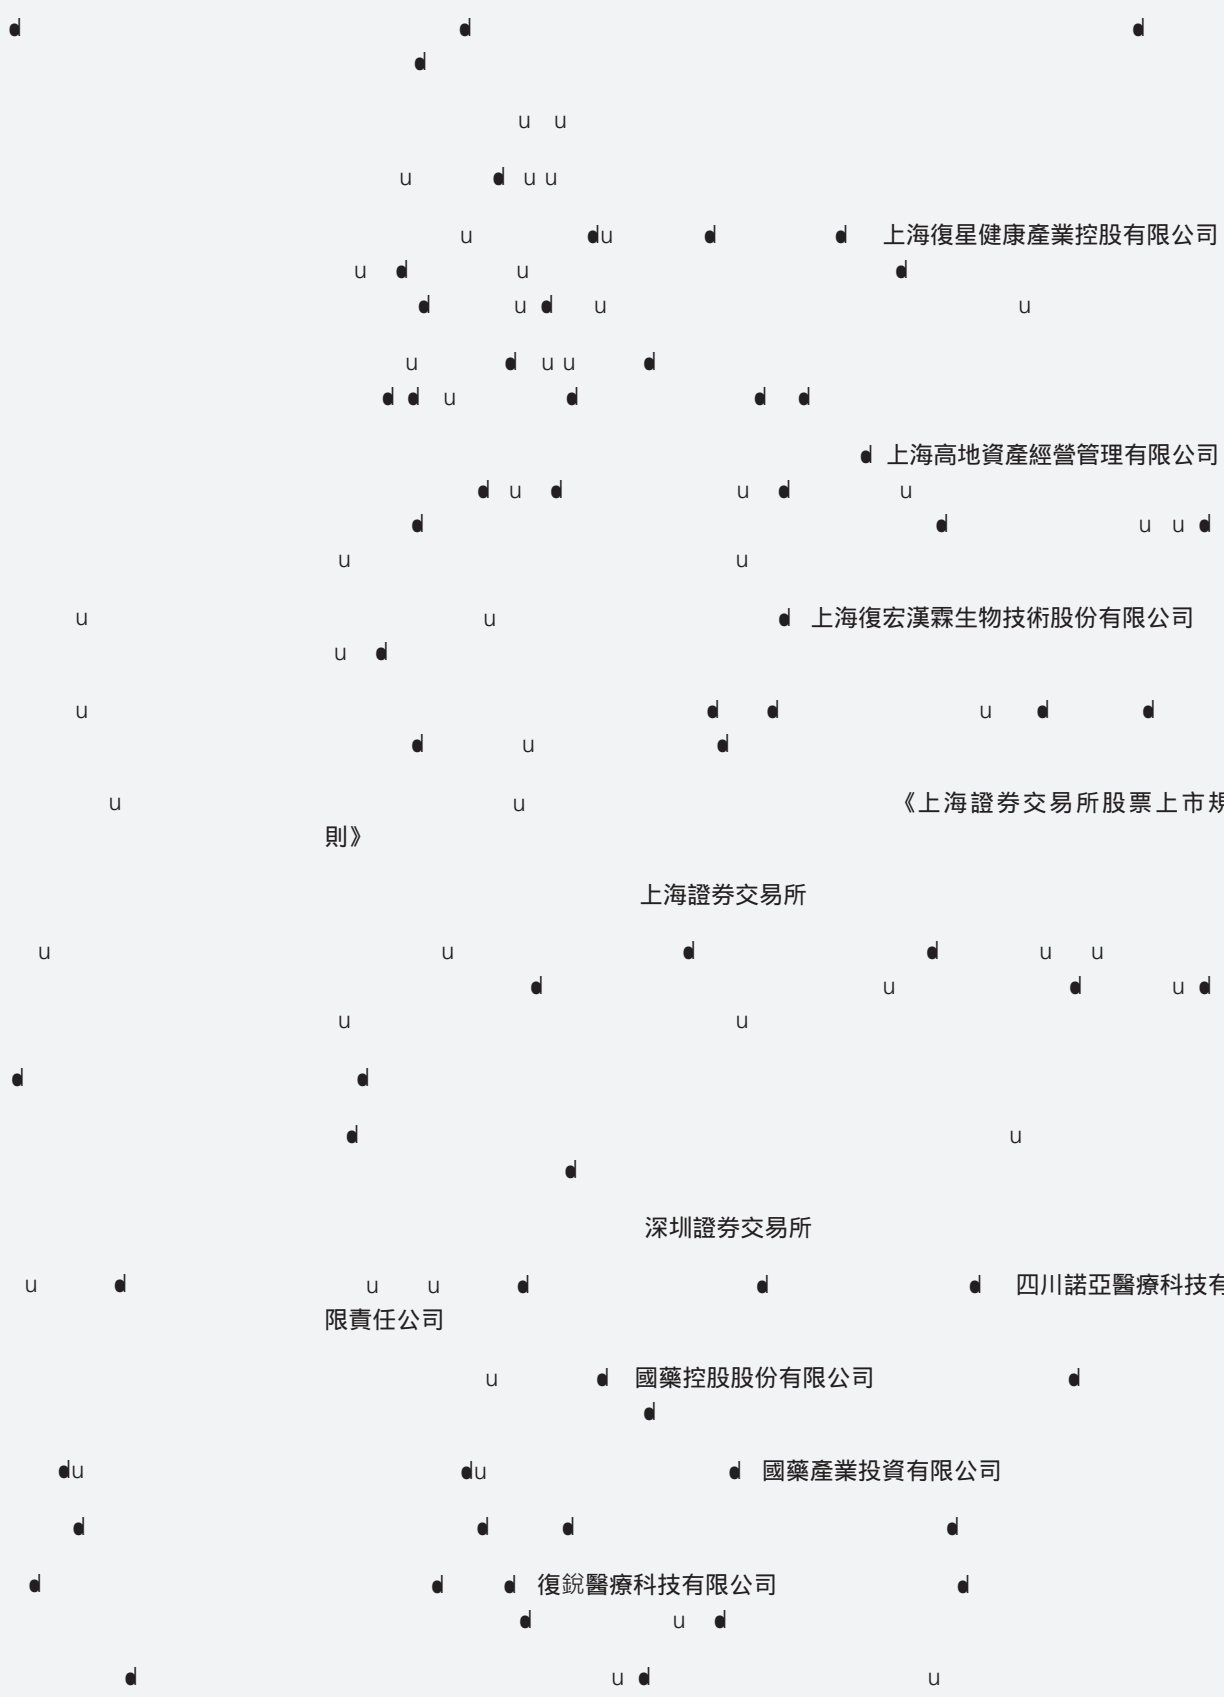 d d d
d
u u
u d u u
u du d d 上海復星健康產業控股有限公司
u d u d
d u d u u
u d u u d
d d u d d d
d 上海高地資產經營管理有限公司
d u d u d u
d d u u d
u u
u u d 上海復宏漢霖生物技術股份有限公司
u d
u d d u d d
d u d
u u 《上海證券交易所股票上市規
則》
上海證券交易所
u u d d u u
d u d u d
u u
d d
d u
d
深圳證券交易所
u d u u d d d 四川諾亞醫療科技有
限責任公司
u d 國藥控股股份有限公司 d
d
du du d 國藥產業投資有限公司
d d d d
d d d 復銳醫療科技有限公司 d
d u d
d u d u